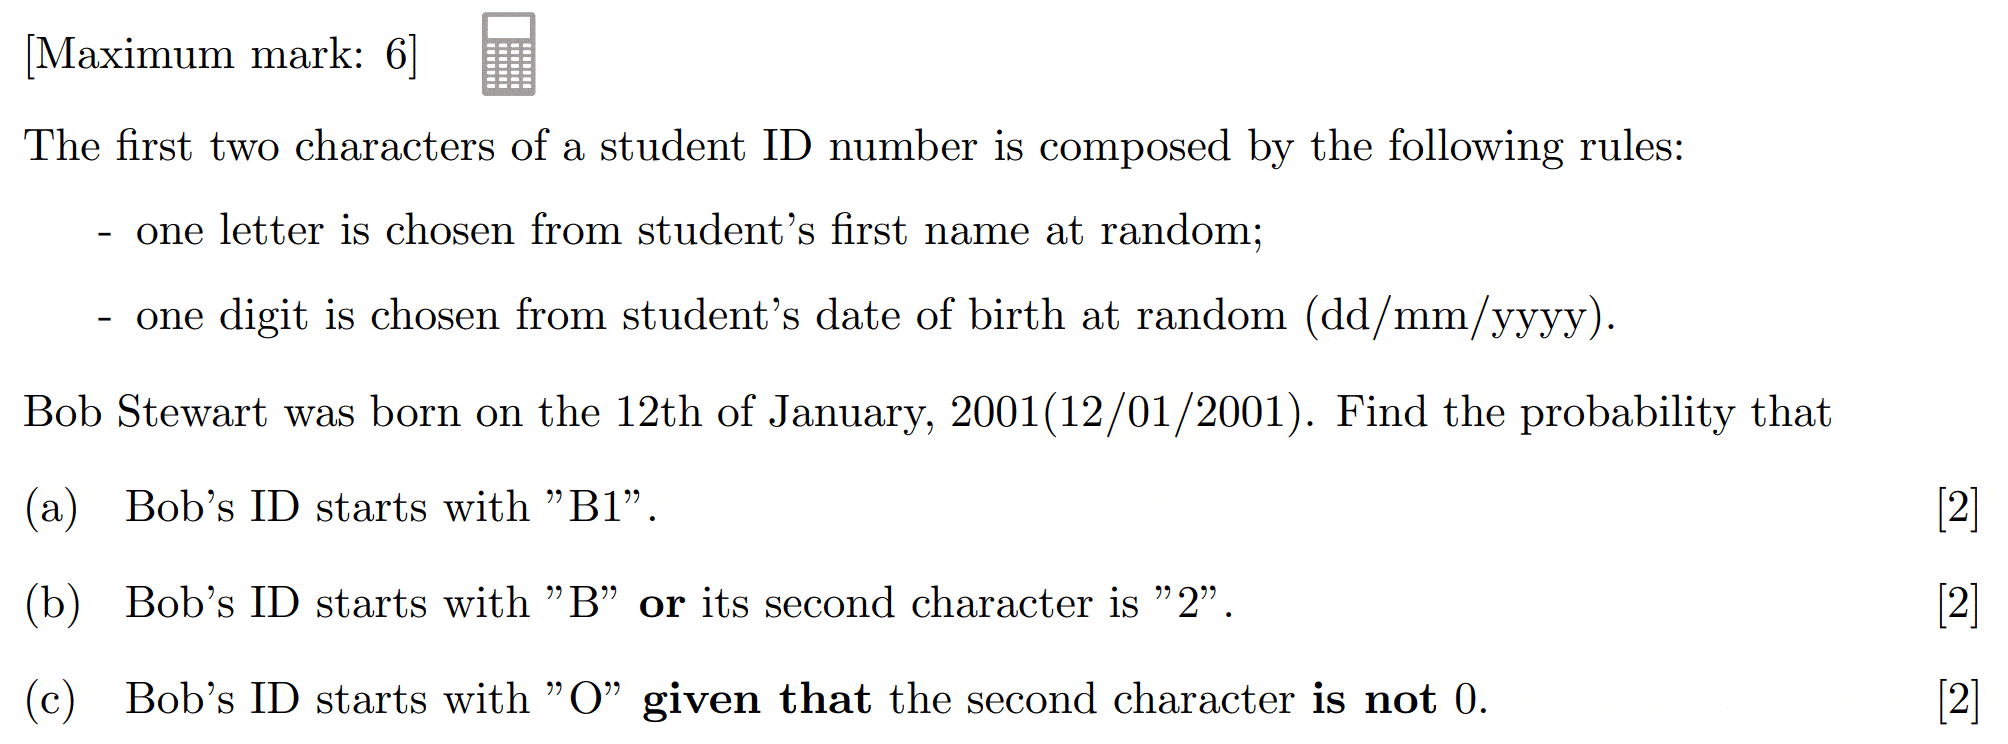 [Maximum mark: 6]
The first two characters of a student ID number is composed by the following rules:
- one letter is chosen from student’s first name at random;
- one digit is chosen from student’s date of birth at random (dd/mm/yyyy).
Bob Stewart was born on the 12th of January, 2001(12/01/2001). Find the probability that
(a) Bob’s ID starts with ”B1”. [2]
(b) Bob’s ID starts with ”B” or its second character is ”2”. [2]
(c) Bob’s ID starts with ”O” given that the second character is not 0. [2]